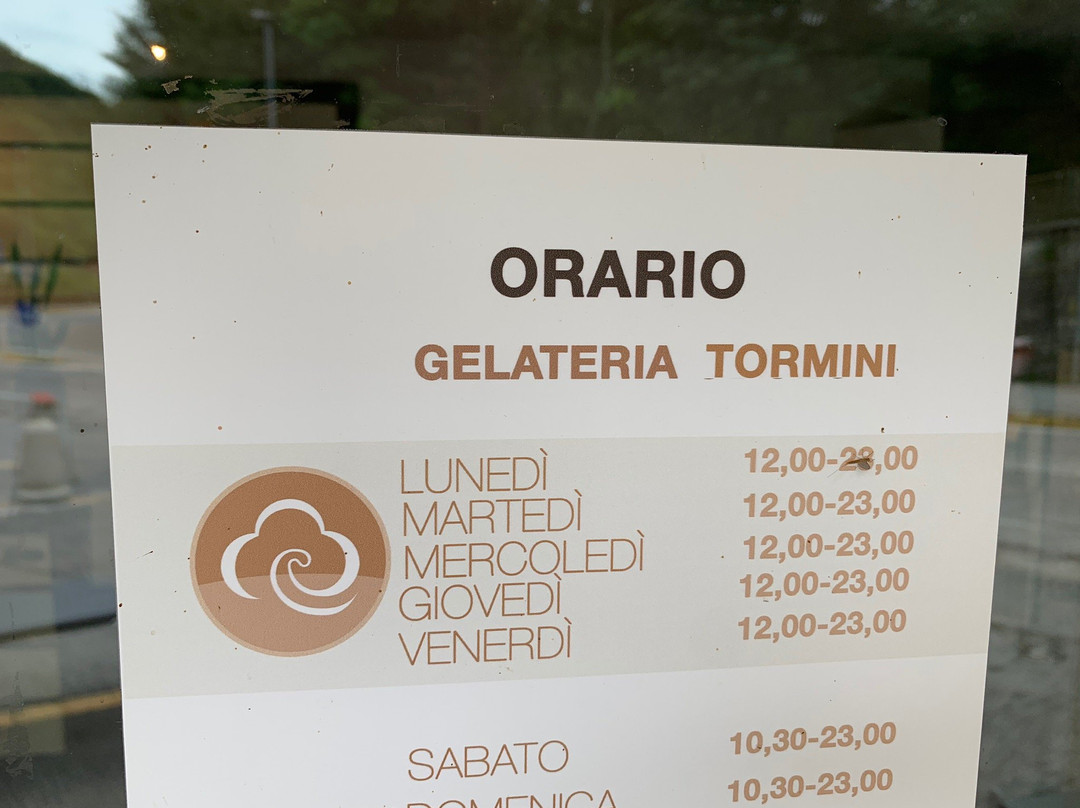 ORARIO
GELATERIA TORMINI
LUNEDÌ 12,00-23,00
MARTEDÌ 12,00-23,00
MERCOLEDÌ 12,00-23,00
GIOVEDÌ 12,00-23,00
VENERDÌ 12,00-23,00
SABATO 10,30-23,00
DOMENICA 10,30-23,00